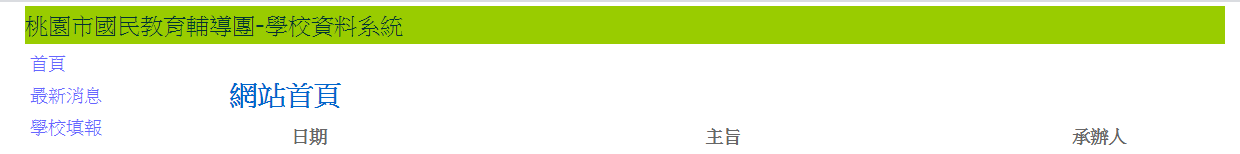 桃園市國民教育輔導團-學校資料系統
首頁
最新消息
學校填報
網站首頁
日期 主旨 承辦人